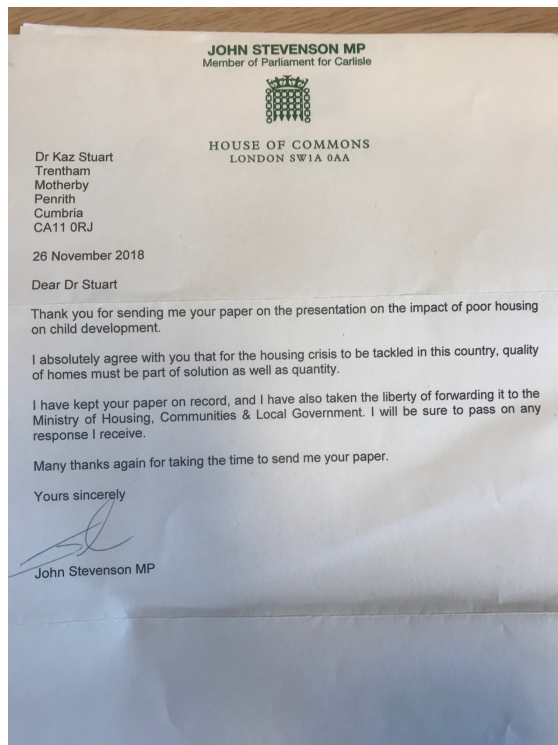 JOHN STEVENSON MP
Member of Parliament for Carlisle
HOUSE OF COMMONS
LONDON SW1A 0AA
Dr Kaz Stuart
Trentham
Motherby
Penrith
Cumbria
CA11 0RJ
26 November 2018
Dear Dr Stuart
Thank you for sending me your paper on the presentation on the impact of poor housing
on child development.
I absolutely agree with you that for the housing crisis to be tackled in this country, quality
of homes must be part of solution as well as quantity.
I have kept your paper on record, and I have also taken the liberty of forwarding it to the
Ministry of Housing, Communities & Local Government. I will be sure to pass on any
response I receive.
Many thanks again for taking the time to send me your paper.
Yours sincerely
John Stevenson MP